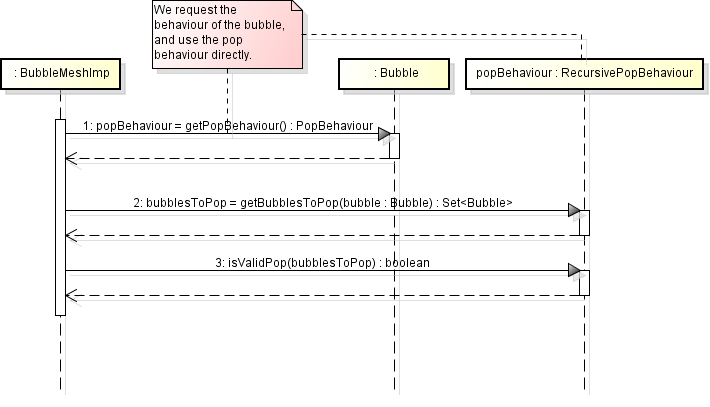 We request the
behaviour of the bubble,
and use the pop
behaviour directly.
: BubbleMeshImp
: Bubble
popBehaviour : RecursivePopBehaviour
1: popBehaviour = getPopBehaviour() : PopBehaviour
2: bubblesToPop = getBubblesToPop(bubble : Bubble) : Set<Bubble>
3: isValidPop(bubblesToPop) : boolean